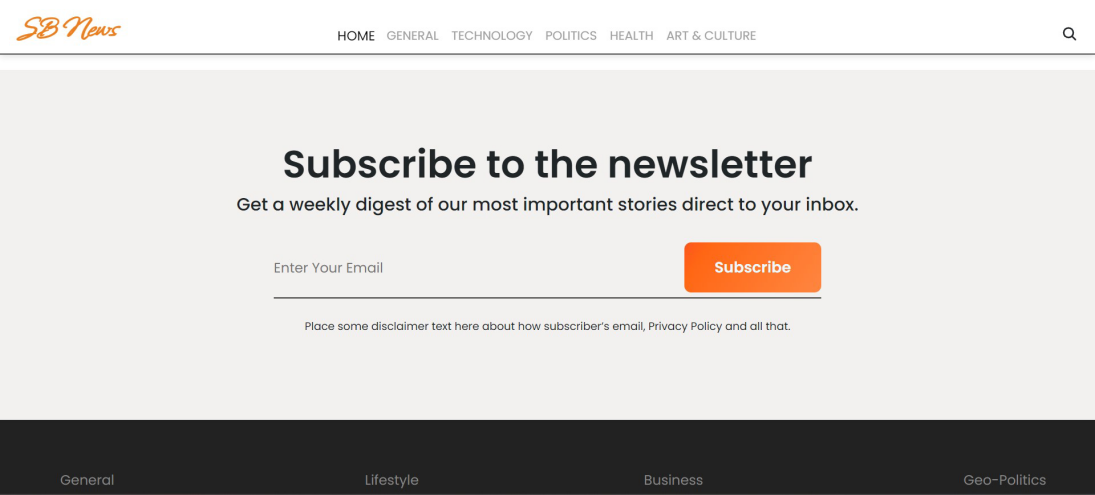 SB News
HOME GENERAL TECHNOLOGY POLITICS HEALTH ART & CULTURE
Subscribe to the newsletter
Get a weekly digest of our most important stories direct to your inbox.
Enter Your Email
Subscribe
Place some disclaimer text here about how subscriber's email, Privacy Policy and all that.
General Lifestyle Business Geo-Politics